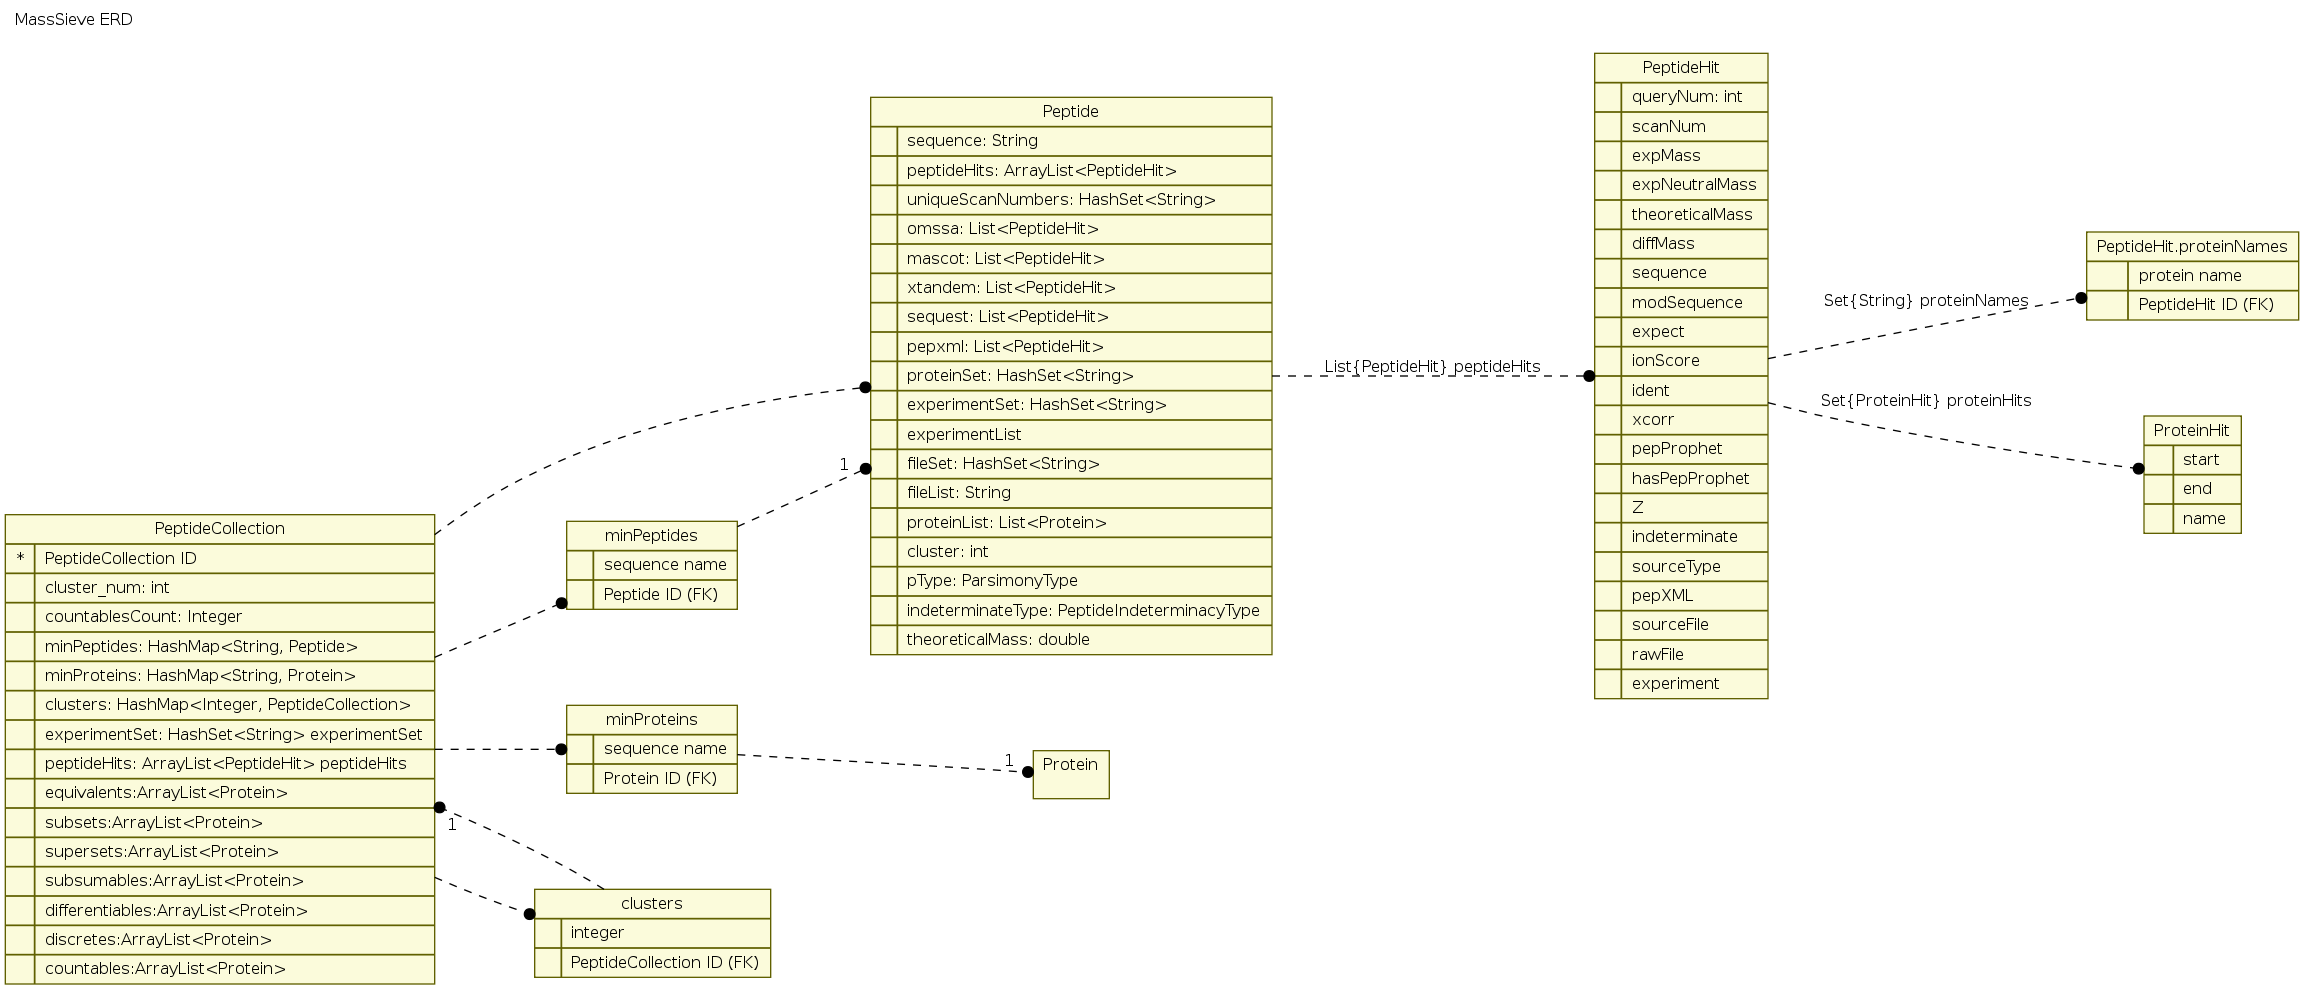 MassSieve ERD
PeptideCollection
* PeptideCollection ID
cluster_num: int
countablesCount: Integer
minPeptides: HashMap<String, Peptide>
minProteins: HashMap<String, Protein>
clusters: HashMap<Integer, PeptideCollection>
experimentSet: HashSet<String> experimentSet
peptideHits: ArrayList<PeptideHit> peptideHits
equivalents:ArrayList<Protein>
subsets:ArrayList<Protein>
supersets:ArrayList<Protein>
subsumables:ArrayList<Protein>
differentiables:ArrayList<Protein>
discretes:ArrayList<Protein>
countables:ArrayList<Protein>
1
minPeptides
sequence name
Peptide ID (FK)
1
minProteins
sequence name
Protein ID (FK)
1
clusters
integer
PeptideCollection ID (FK)
Peptide
sequence: String
peptideHits: ArrayList<PeptideHit>
uniqueScanNumbers: HashSet<String>
omssa: List<PeptideHit>
mascot: List<PeptideHit>
xtandem: List<PeptideHit>
sequest: List<PeptideHit>
pepxml: List<PeptideHit>
proteinSet: HashSet<String>
experimentSet: HashSet<String>
experimentList
fileSet: HashSet<String>
fileList: String
proteinList: List<Protein>
cluster: int
pType: ParsimonyType
indeterminateType: PeptideIndeterminacyType
theoreticalMass: double
Protein
List{PeptideHit} peptideHits
PeptideHit
queryNum: int
scanNum
expMass
expNeutralMass
theoreticalMass
diffMass
sequence
modSequence
expect
ionScore
ident
xcorr
pepProphet
hasPepProphet
Z
indeterminate
sourceType
pepXML
sourceFile
rawFile
experiment
Set{String} proteinNames
Set{ProteinHit} proteinHits
PeptideHit.proteinNames
protein name
PeptideHit ID (FK)
ProteinHit
start
end
name